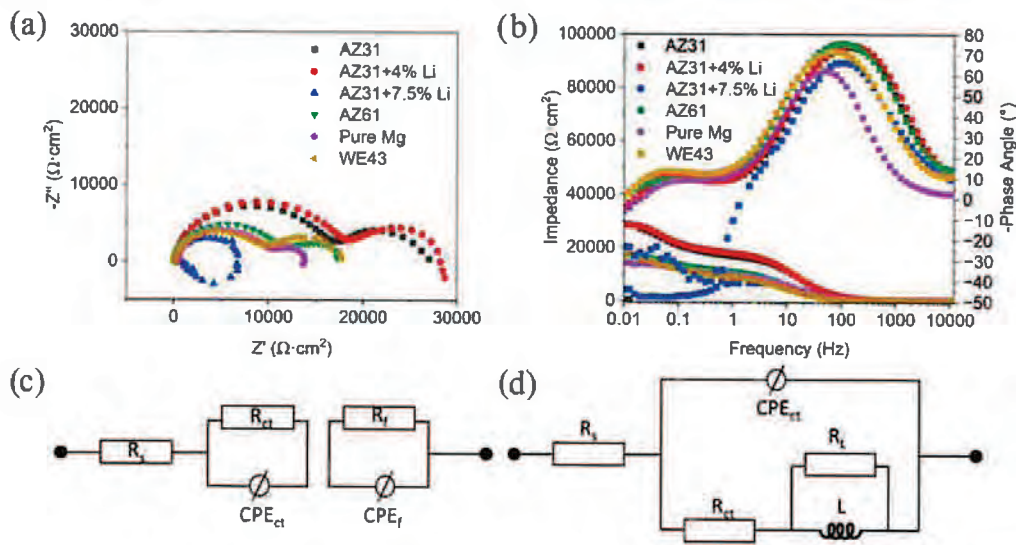 (a)
30000
20000
10000
0
-Z" (Ω·cm²)
0
10000
20000
30000
Z' (Ω·cm²)
AZ31
AZ31+4% Li
AZ31+7.5% Li
AZ61
Pure Mg
WE43
(b)
100000
80000
60000
40000
20000
0
Impedance (Ω·cm²)
AZ31
AZ31+4% Li
AZ31+7.5% Li
AZ61
Pure Mg
WE43
80
70
60
50
40
30
20
10
0
−10
−20
−30
−40
−50
-Phase Angle (°)
0.01
0.1
1
10
100
1000
10000
Frequency (Hz)
(c)
Rs
Rct
CPEct
Rf
CPEf
(d)
Rs
CPEct
Rct
RL
L